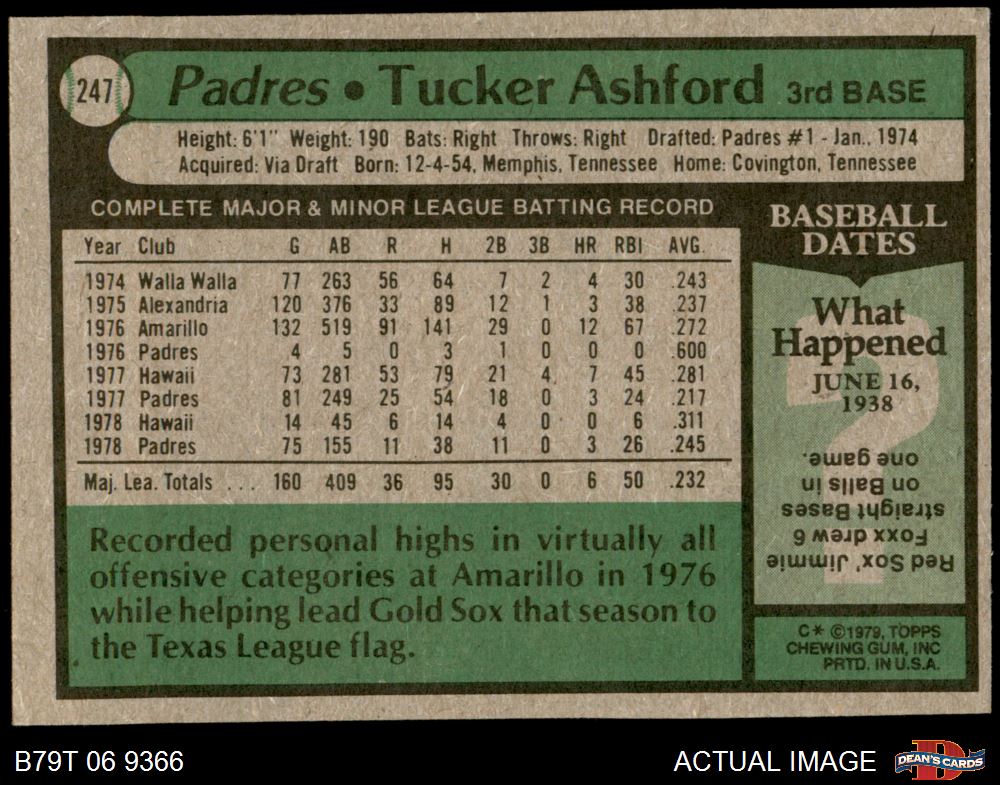 247 Padres • Tucker Ashford 3rd BASE
Height: 6'1" Weight: 190 Bats: Right Throws: Right Drafted: Padres #1 - Jan., 1974
Acquired: Via Draft Born: 12-4-54, Memphis, Tennessee Home: Covington, Tennessee
COMPLETE MAJOR & MINOR LEAGUE BATTING RECORD
Year Club G AB R H 2B 3B HR RBI AVG.
1974 Walla Walla 77 263 56 64 7 2 4 30 .243
1975 Alexandria 120 376 33 89 12 1 3 38 .237
1976 Amarillo 132 519 91 141 29 0 12 67 .272
1976 Padres 4 5 0 3 1 0 0 0 .600
1977 Hawaii 73 281 53 79 21 4 7 45 .281
1977 Padres 81 249 25 54 18 0 3 24 .217
1978 Hawaii 14 45 6 14 4 0 0 6 .311
1978 Padres 75 155 11 38 11 0 3 26 .245
Maj. Lea. Totals ... 160 409 36 95 30 0 6 50 .232
Recorded personal highs in virtually all
offensive categories at Amarillo in 1976
while helping lead Gold Sox that season to
the Texas League flag.
BASEBALL
DATES
What
Happened
JUNE 16,
1938
?
Red Sox' Jimmie
Foxx drew 6
straight Bases
on Balls in
one game.
C* ©1979, TOPPS
CHEWING GUM, INC
PRTD. IN U.S.A.
B79T 06 9366
ACTUAL IMAGE
D
DEAN'S CARDS